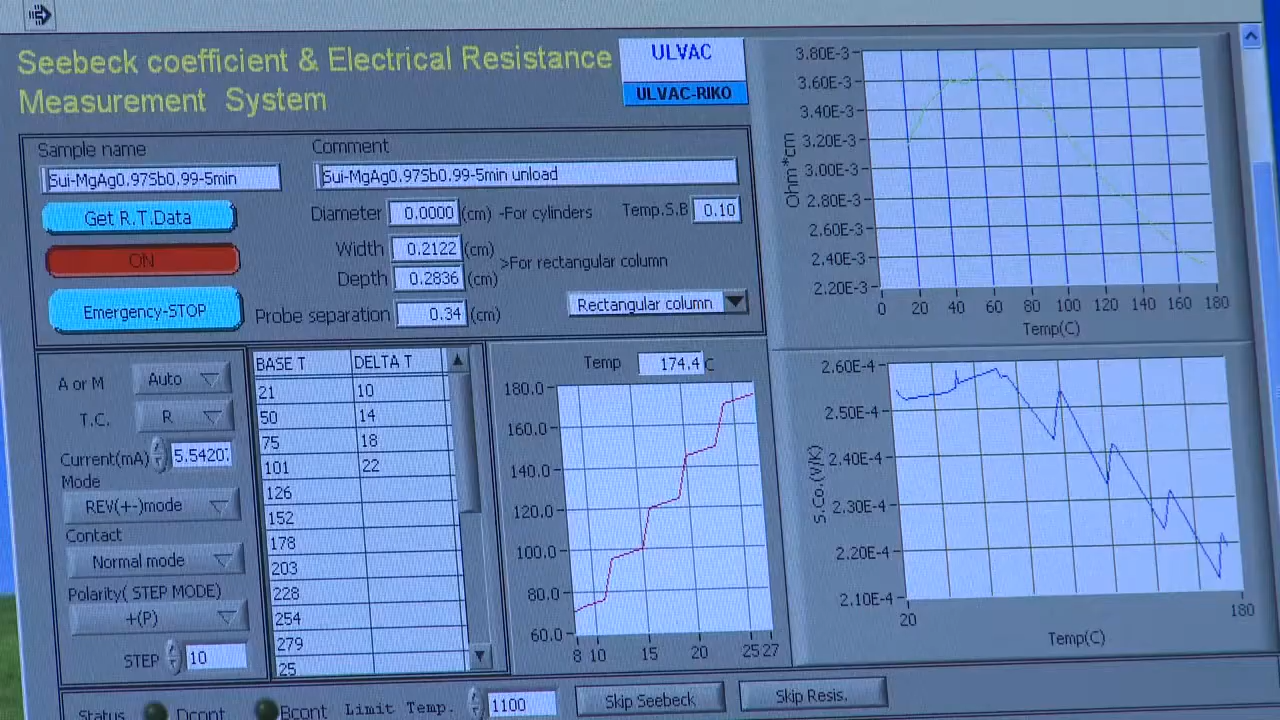 Seebeck coefficient & Electrical Resistance
Measurement System
ULVAC
ULVAC-RIKO
Sample name
Sui-MgAg0.97Sb0.99-5min
Comment
Sui-MgAg0.97Sb0.99-5min unload
Get R.T.Data
ON
Emergency-STOP
Diameter 0.0000 (cm) -For cylinders
Temp.S.B 0.10
Width 0.2122 (cm)
Depth 0.2836 (cm)
>For rectangular column
Probe separation 0.34 (cm)
Rectangular column
A or M Auto
T.C. R
Current(mA) 5.5420
Mode
REV(+-)mode
Contact
Normal mode
Polarity( STEP MODE)
+(P)
STEP 10
BASE T DELTA T
21 10
50 14
75 18
101 22
126
152
178
203
228
254
279
25
Temp 174.4 C
180.0
160.0
140.0
120.0
100.0
80.0
60.0
8 10 15 20 25 27
3.80E-3
3.60E-3
3.40E-3
3.20E-3
3.00E-3
2.80E-3
2.60E-3
2.40E-3
2.20E-3
Ohm*cm
0 20 40 60 80 100 120 140 160 180
Temp(C)
2.60E-4
2.50E-4
2.40E-4
2.30E-4
2.20E-4
2.10E-4
S.Co.(V/K)
20 180
Temp(C)
Status Dcont Bcont Limit Temp. 1100
Skip Seebeck
Skip Resis.